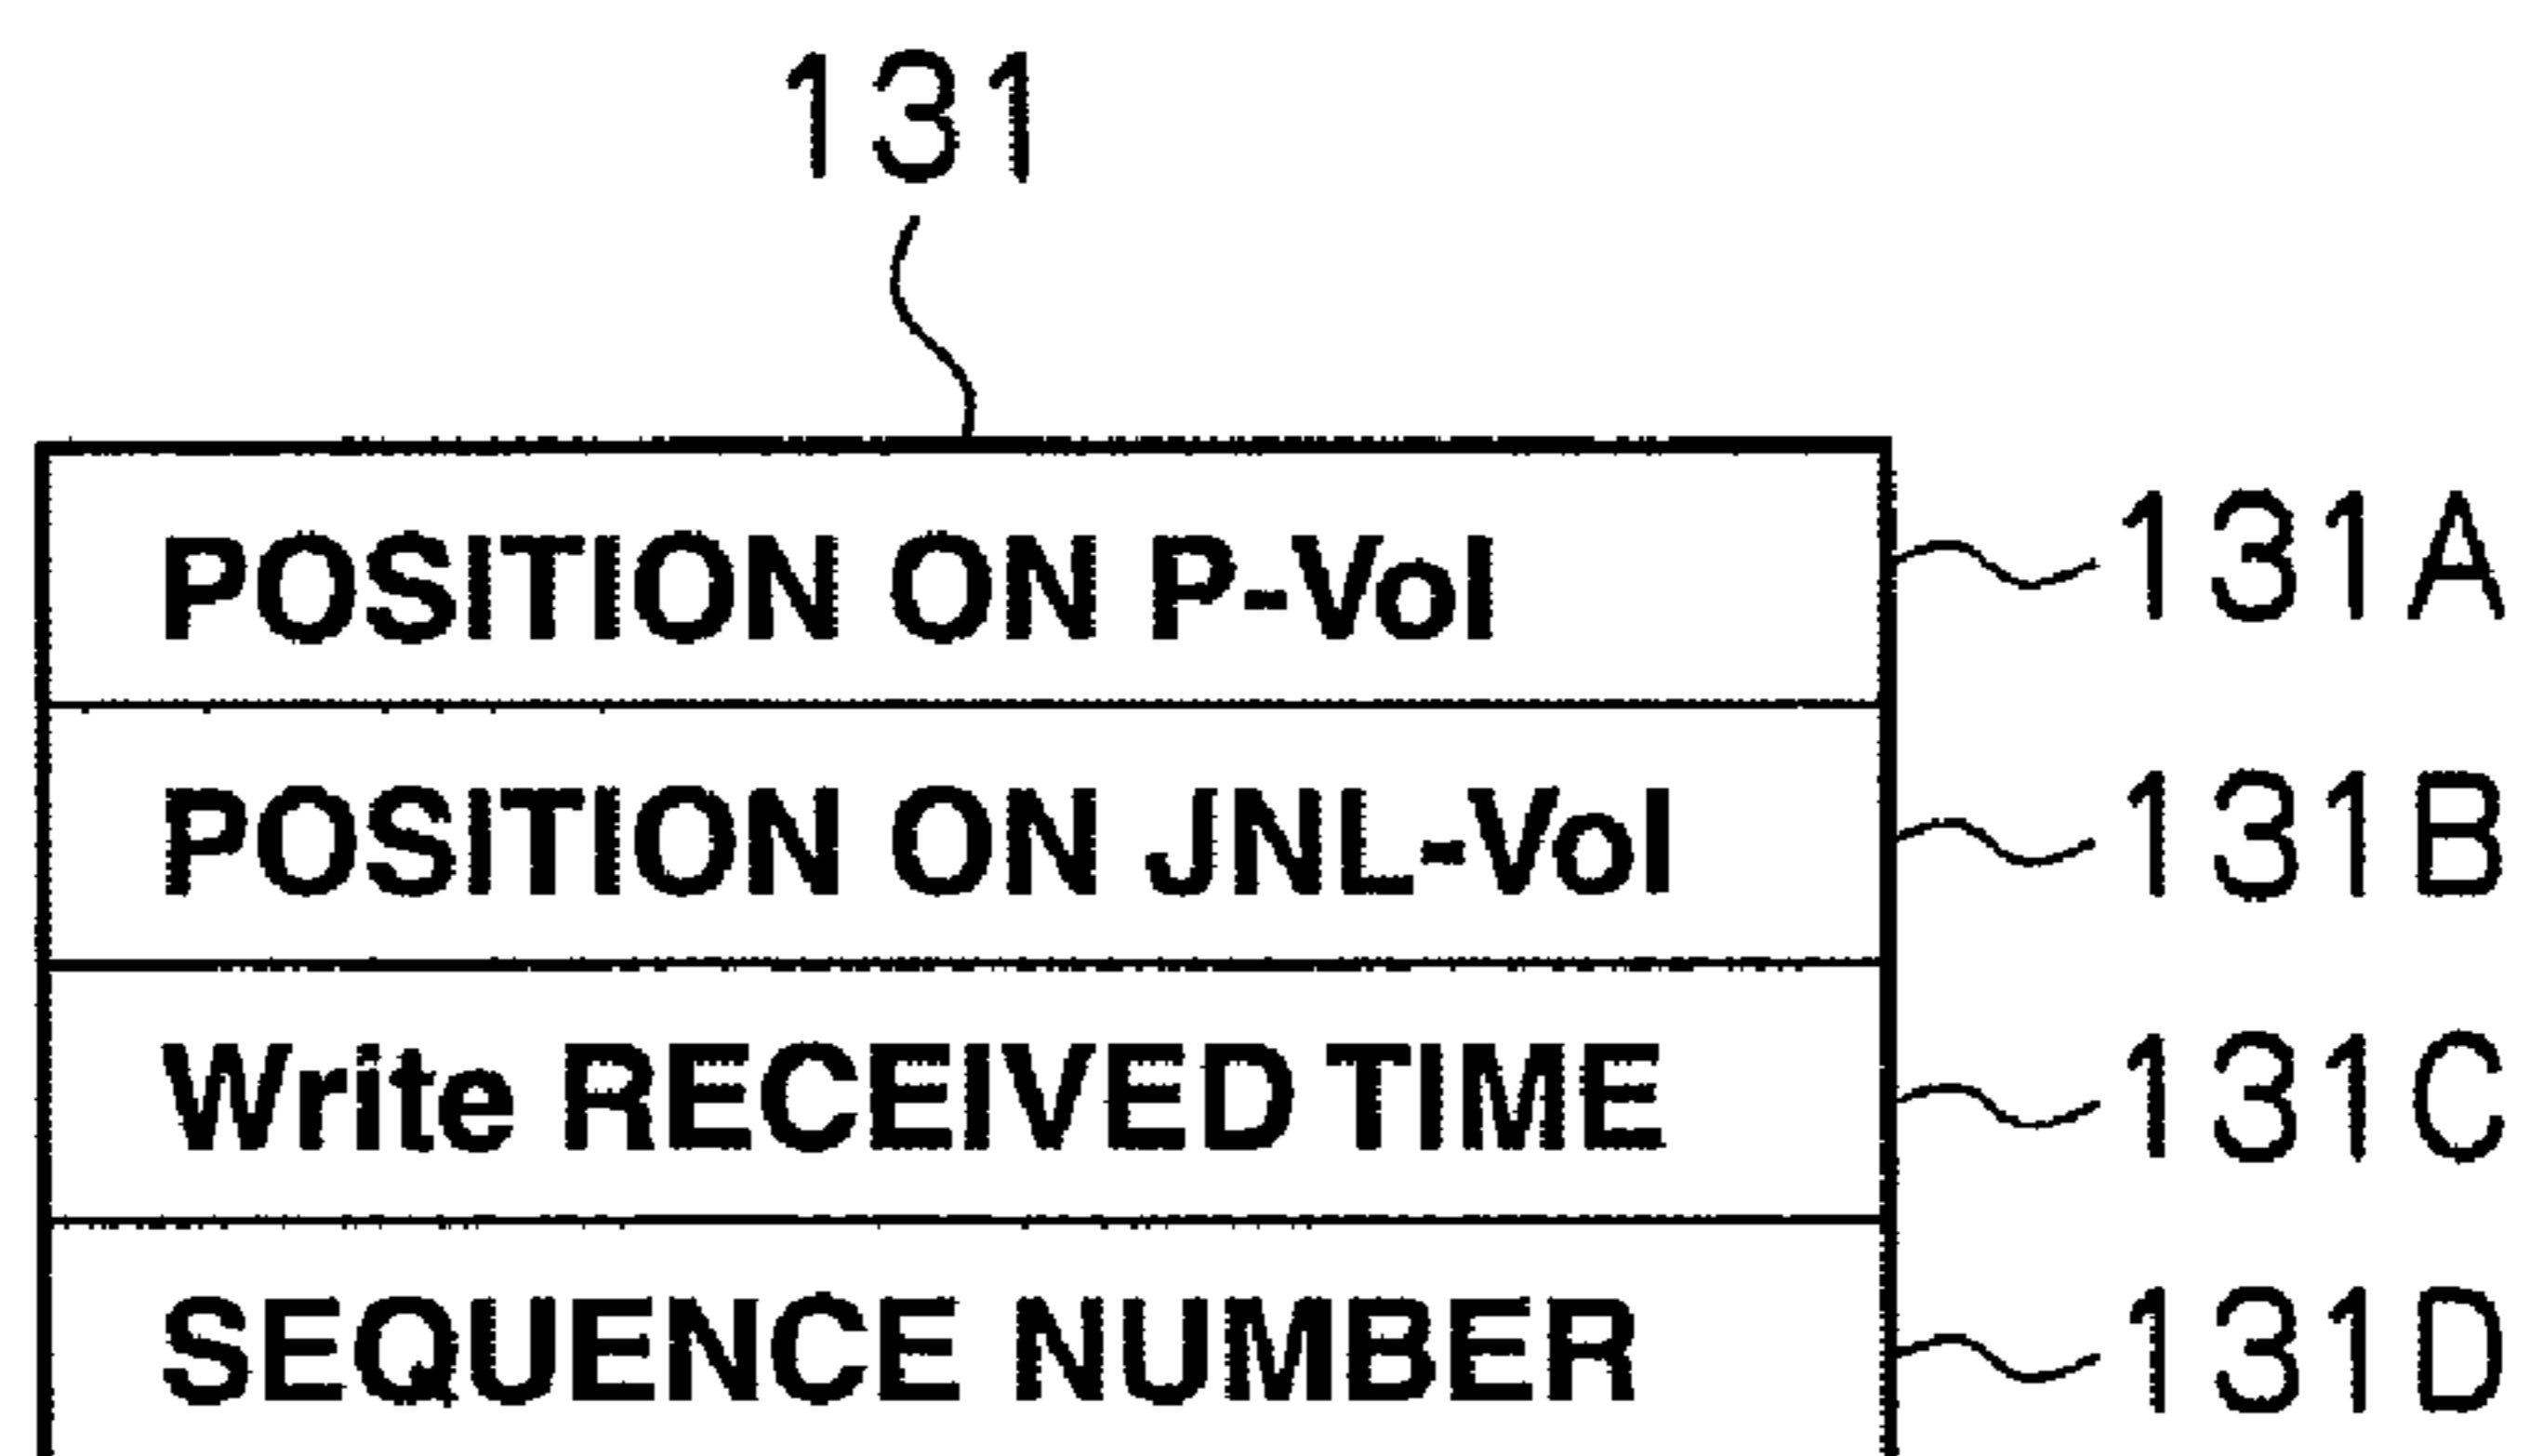 131
POSITION ON P-Vol 131A
POSITION ON JNL-Vol 131B
Write RECEIVED TIME 131C
SEQUENCE NUMBER 131D